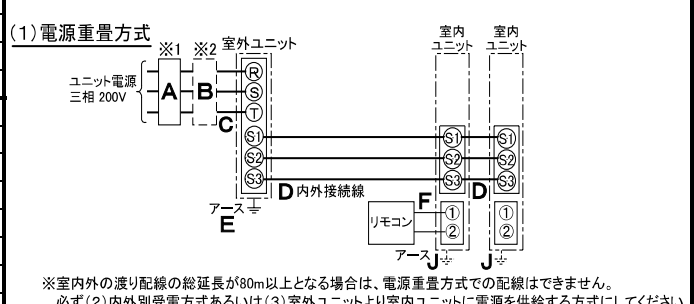 (1)電源重畳方式
※1
※2
室外ユニット
室内
ユニット
室内
ユニット
ユニット電源
三相 200V
A
B
C
R
S
T
S1
S2
S3
S1
S2
S3
S1
S2
S3
D 内外接続線
D
アース
E
F
リモコン
①
②
①
②
アース J
J
※室内外の渡り配線の総延長が80m以上となる場合は、電源重畳方式での配線はできません。
必ず(2)内外別受電方式あるいは(3)室外ユニットより室内ユニットに電源を供給する方式にしてください